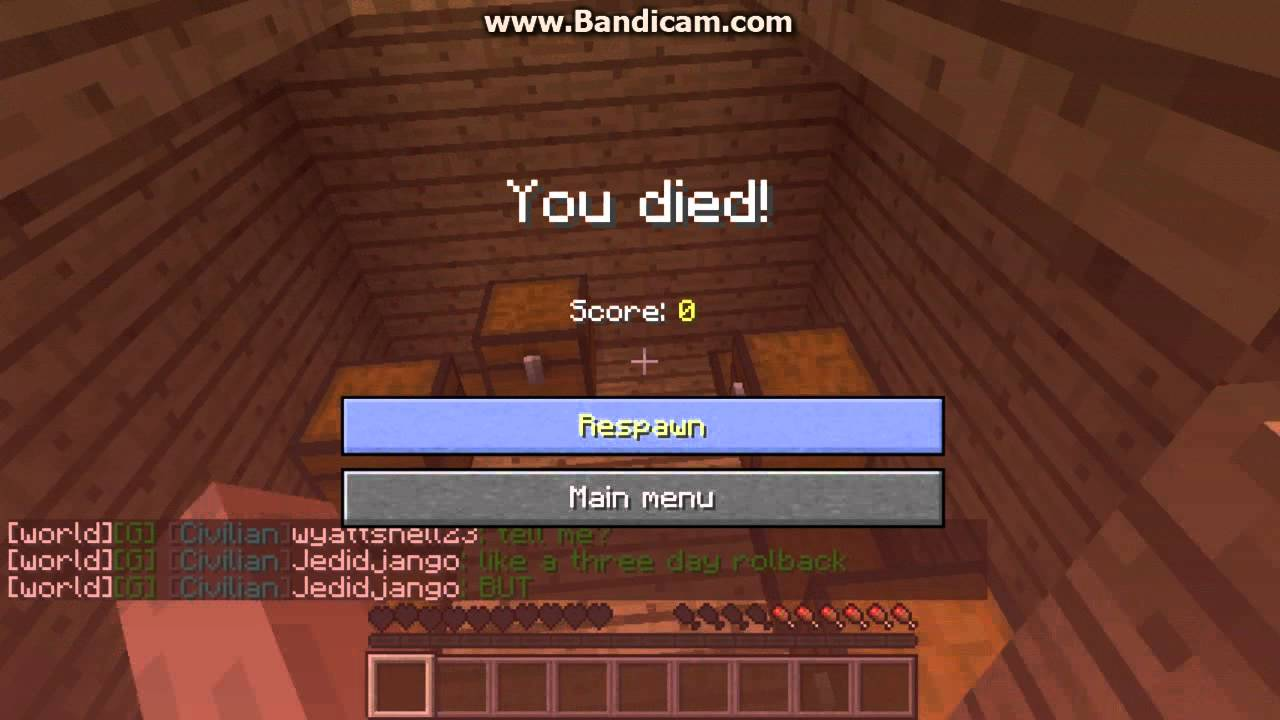 www.Bandicam.com
You died!
Score: 0
Respawn
Main menu
[world][G] [Civilian]wyattshell23: tell me?
[world][G] [Civilian]Jedidjango: like a three day rolback
[world][G] [Civilian]Jedidjango: BUT